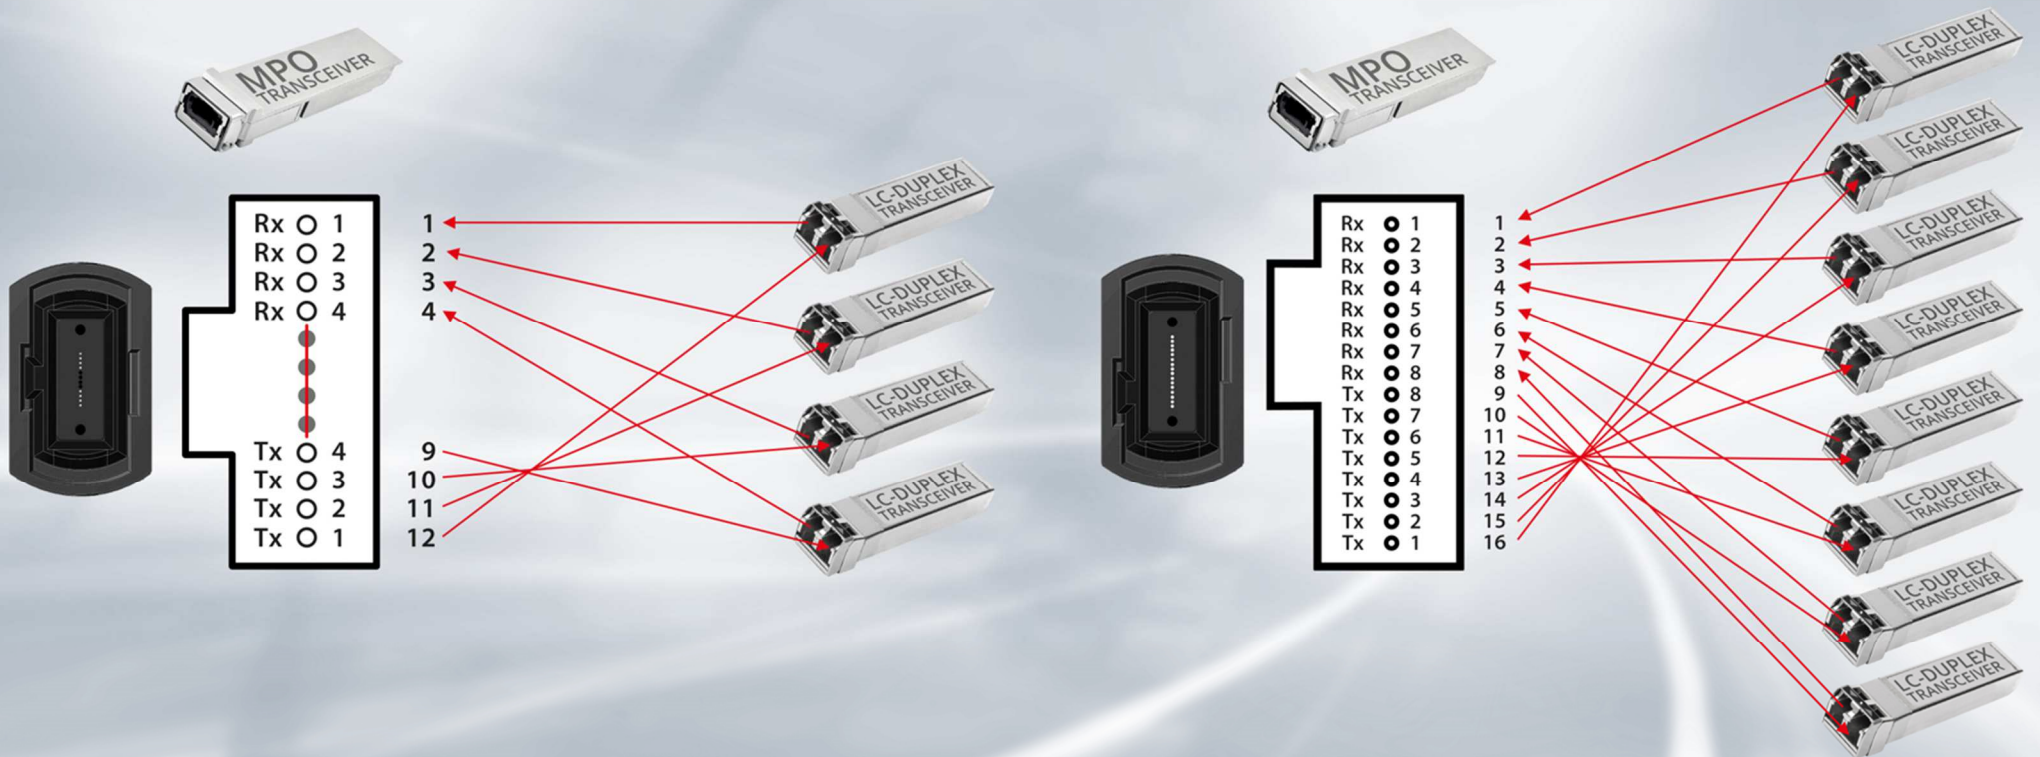 MPO
TRANSCEIVER
Rx 1
Rx 2
Rx 3
Rx 4
Tx 4
Tx 3
Tx 2
Tx 1
1
2
3
4
9
10
11
12
LC-DUPLEX
TRANSCEIVER
LC-DUPLEX
TRANSCEIVER
LC-DUPLEX
TRANSCEIVER
LC-DUPLEX
TRANSCEIVER
MPO
TRANSCEIVER
Rx 1
Rx 2
Rx 3
Rx 4
Rx 5
Rx 6
Rx 7
Rx 8
Tx 8
Tx 7
Tx 6
Tx 5
Tx 4
Tx 3
Tx 2
Tx 1
1
2
3
4
5
6
7
8
9
10
11
12
13
14
15
16
LC-DUPLEX
TRANSCEIVER
LC-DUPLEX
TRANSCEIVER
LC-DUPLEX
TRANSCEIVER
LC-DUPLEX
TRANSCEIVER
LC-DUPLEX
TRANSCEIVER
LC-DUPLEX
TRANSCEIVER
LC-DUPLEX
TRANSCEIVER
LC-DUPLEX
TRANSCEIVER